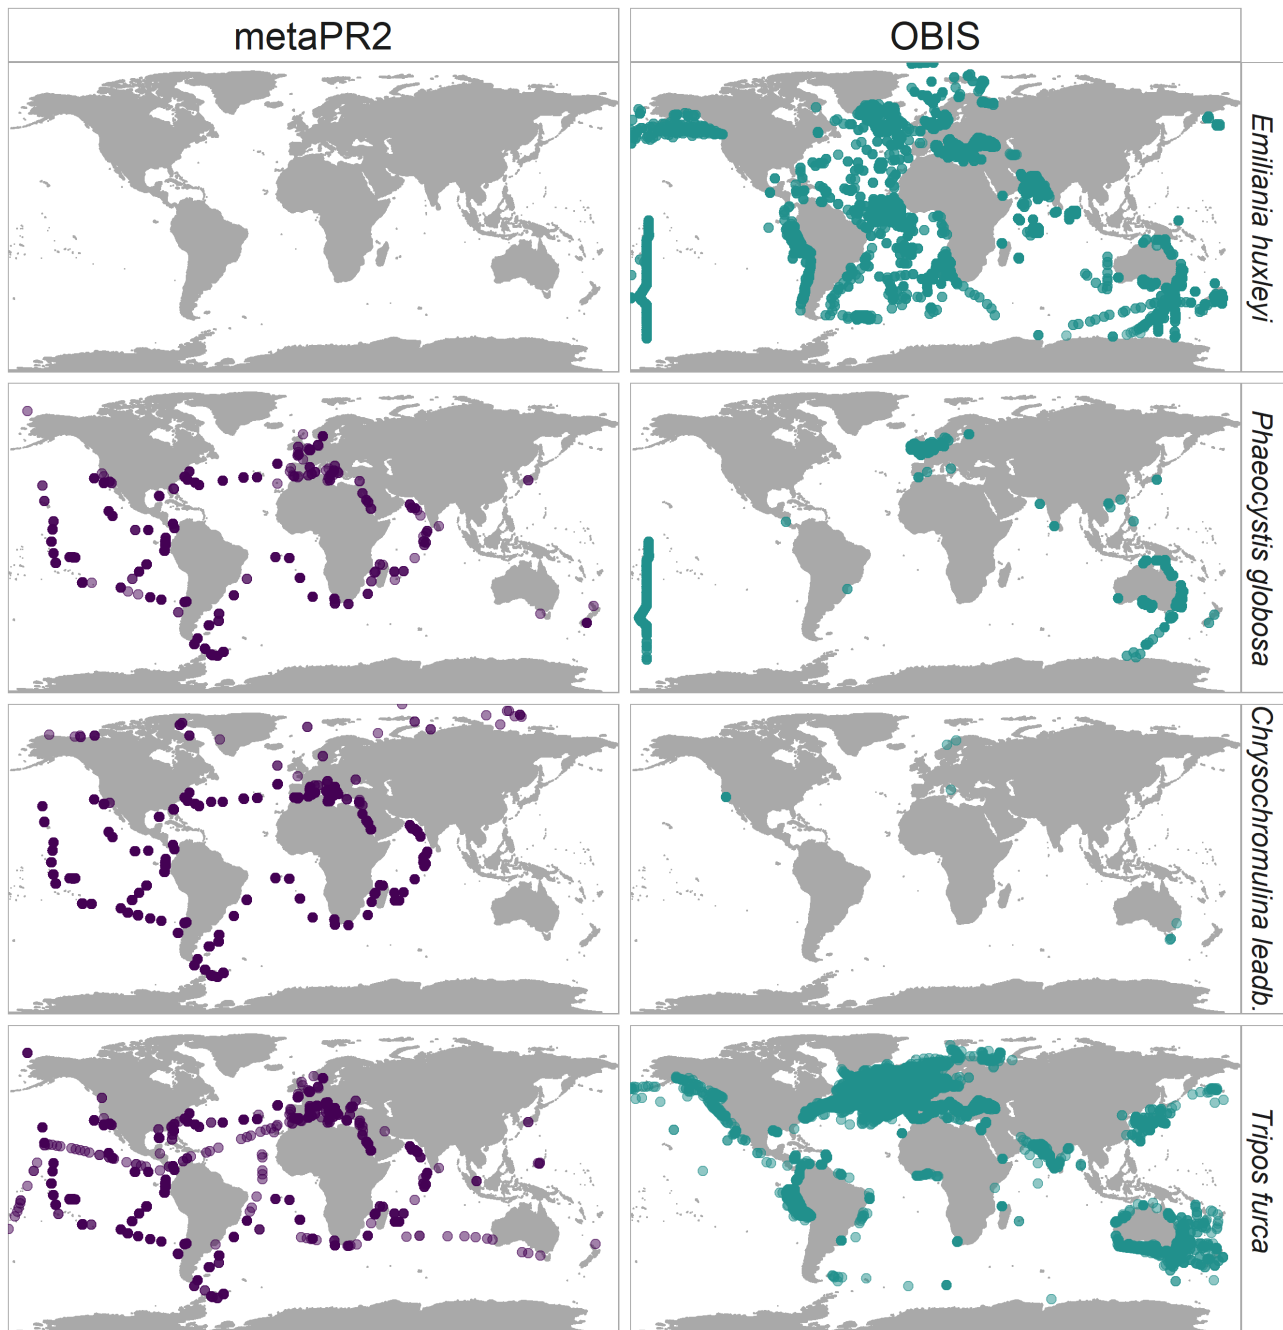 metaPR2
OBIS
Emiliania huxleyi
Phaeocystis globosa
Chrysochromulina leadb.
Tripos furca